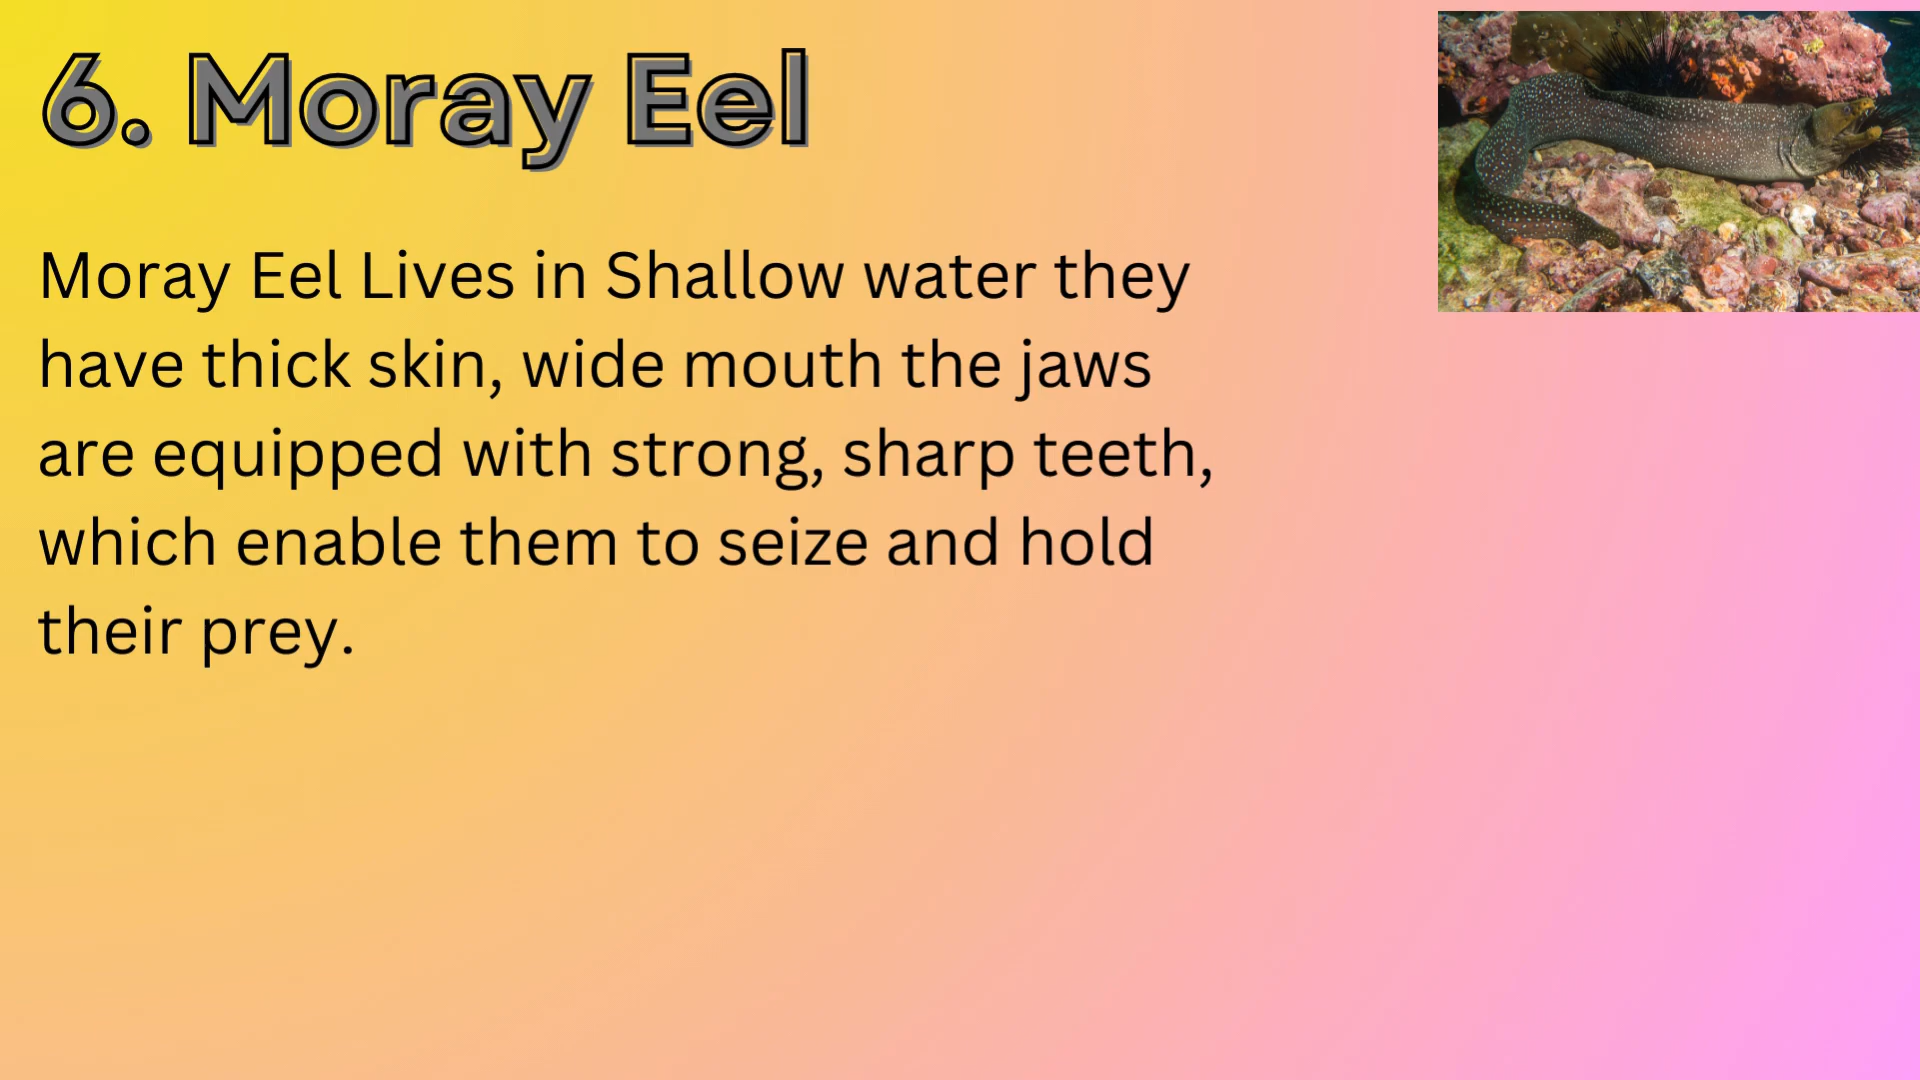 6. Moray Eel
Moray Eel Lives in Shallow water they
have thick skin, wide mouth the jaws
are equipped with strong, sharp teeth,
which enable them to seize and hold
their prey.